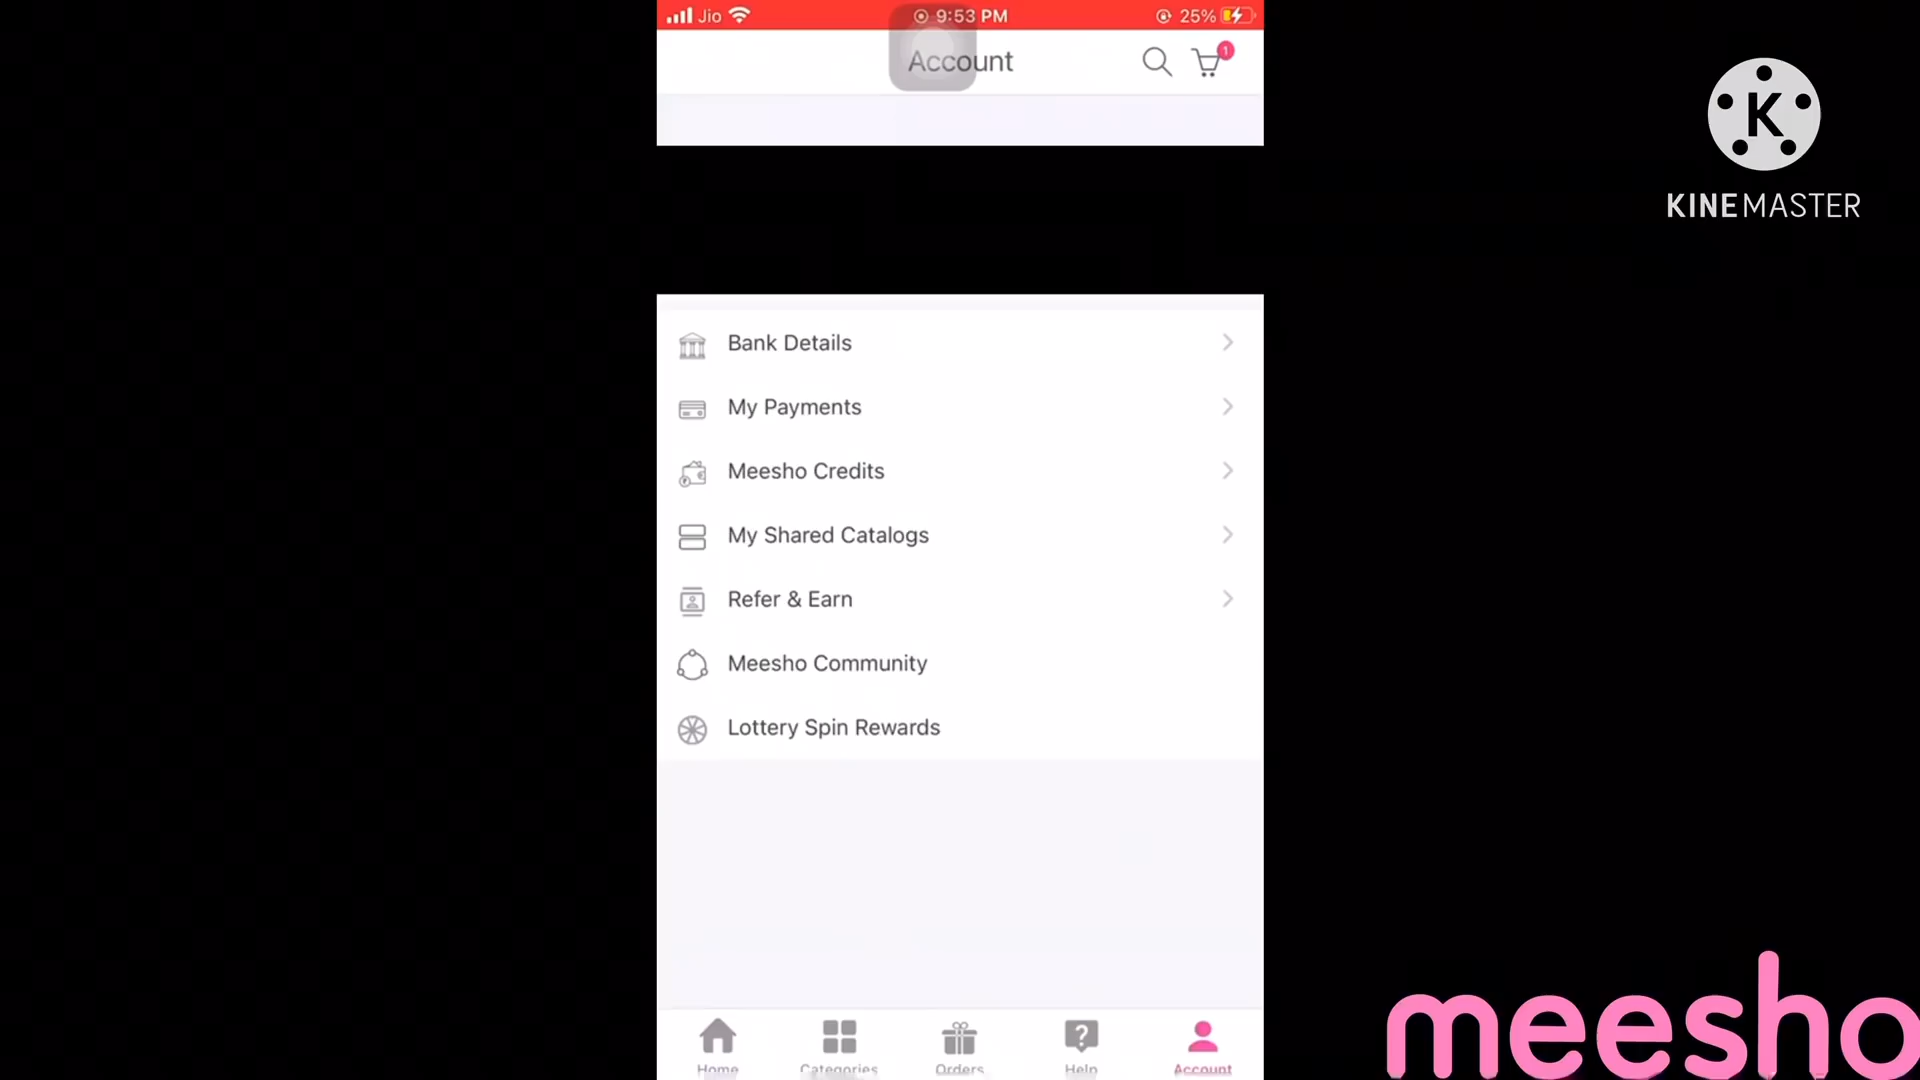 Jio 9:53 PM 25%
Account
1
K
KINEMASTER
Bank Details
My Payments
Meesho Credits
My Shared Catalogs
Refer & Earn
Meesho Community
Lottery Spin Rewards
Home Categories Orders Help Account
meesho